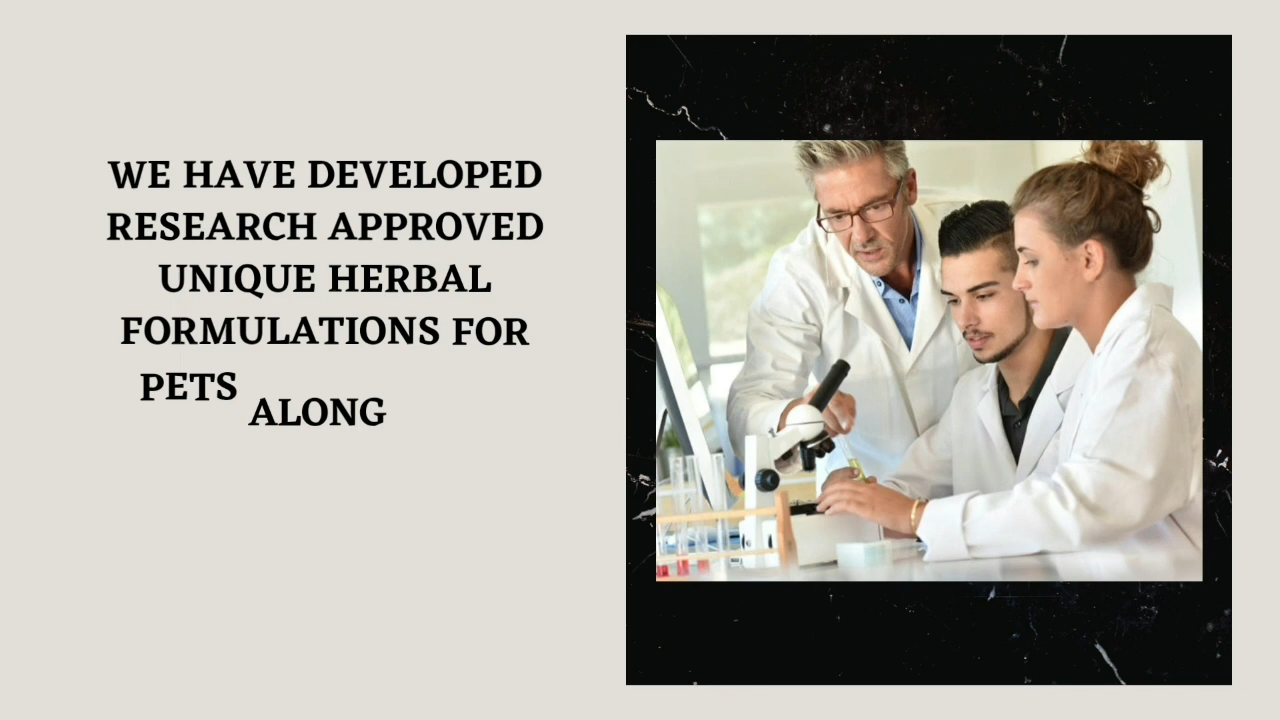 WE HAVE DEVELOPED
RESEARCH APPROVED
UNIQUE HERBAL
FORMULATIONS FOR
PETS ALONG